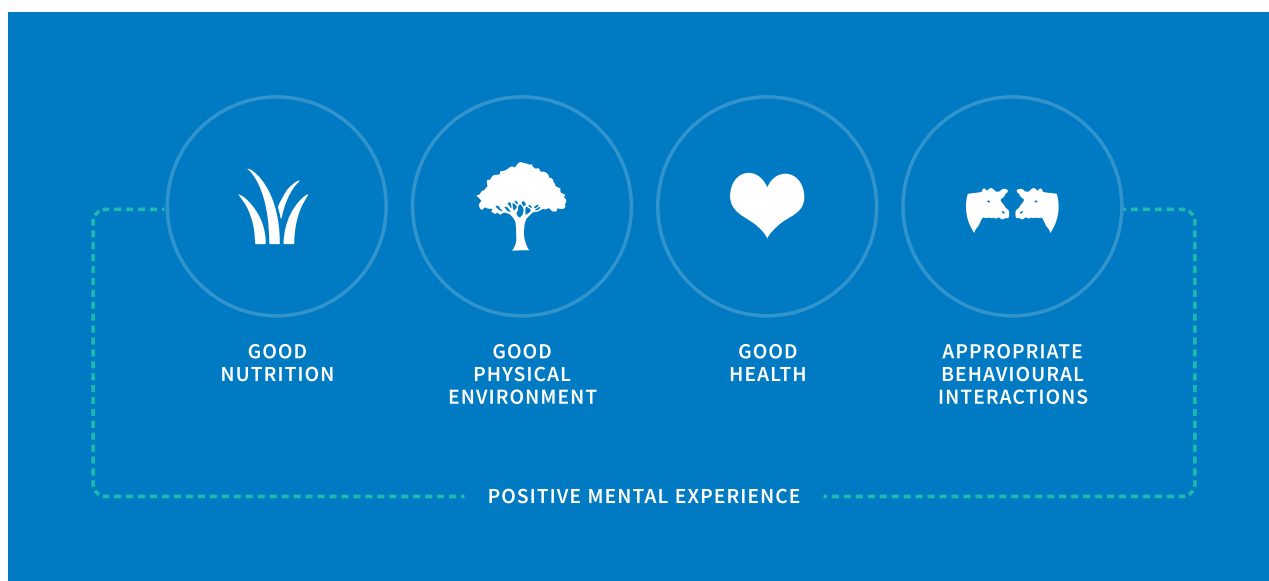 GOOD
NUTRITION
GOOD
PHYSICAL
ENVIRONMENT
GOOD
HEALTH
APPROPRIATE
BEHAVIOURAL
INTERACTIONS
POSITIVE MENTAL EXPERIENCE